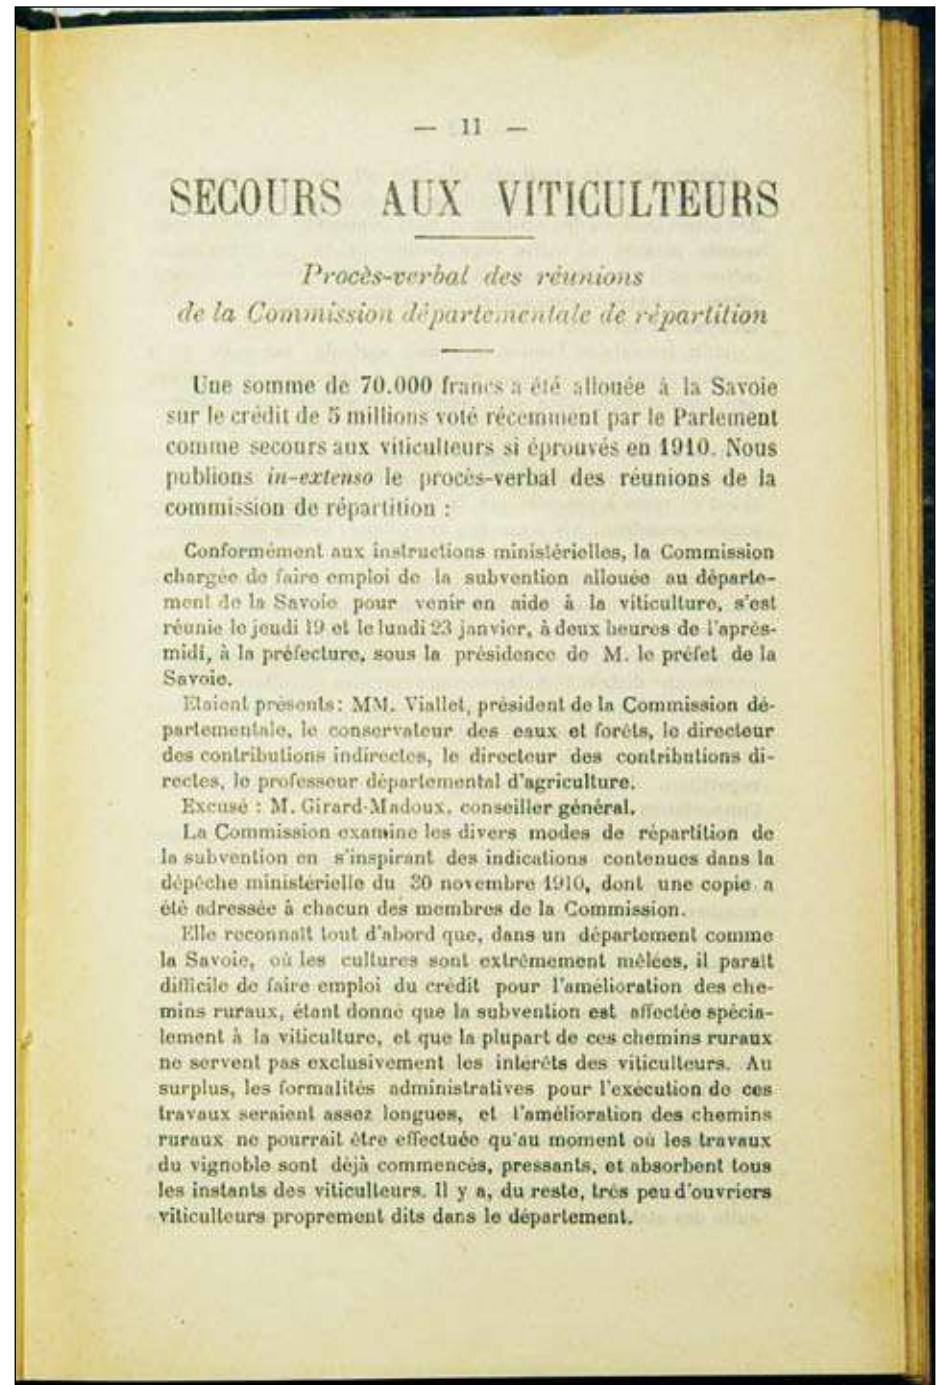 — 11 —
SECOURS AUX VITICULTEURS
Procès-verbal des réunions
de la Commission départementale de répartition
Une somme de 70.000 francs a été allouée à la Savoie
sur le crédit de 5 millions voté récemment par le Parlement
comme secours aux viticulteurs si éprouvés en 1910. Nous
publions in-extenso le procès-verbal des réunions de la
commission de répartition :
Conformément aux instructions ministérielles, la Commission
chargée de faire emploi de la subvention allouée au départe-
ment de la Savoie pour venir en aide à la viticulture, s'est
réunie le jeudi 19 et le lundi 23 janvier, à deux heures de l'après-
midi, à la préfecture, sous la présidence de M. le préfet de la
Savoie.
Etaient présents : MM. Viallet, président de la Commission dé-
partementale, le conservateur des eaux et forêts, le directeur
des contributions indirectes, le directeur des contributions di-
rectes, le professeur départemental d'agriculture.
Excusé : M. Girard-Madoux, conseiller général.
La Commission examine les divers modes de répartition de
la subvention en s'inspirant des indications contenues dans la
dépêche ministérielle du 30 novembre 1910, dont une copie a
été adressée à chacun des membres de la Commission.
Elle reconnaît tout d'abord que, dans un département comme
la Savoie, où les cultures sont extrêmement mêlées, il paraît
difficile de faire emploi du crédit pour l'amélioration des che-
mins ruraux, étant donné que la subvention est affectée spécia-
lement à la viticulture, et que la plupart de ces chemins ruraux
ne servent pas exclusivement les intérêts des viticulteurs. Au
surplus, les formalités administratives pour l'exécution de ces
travaux seraient assez longues, et l'amélioration des chemins
ruraux ne pourrait être effectuée qu'au moment où les travaux
du vignoble sont déjà commencés, pressants, et absorbent tous
les instants des viticulteurs. Il y a, du reste, très peu d'ouvriers
viticulteurs proprement dits dans le département.